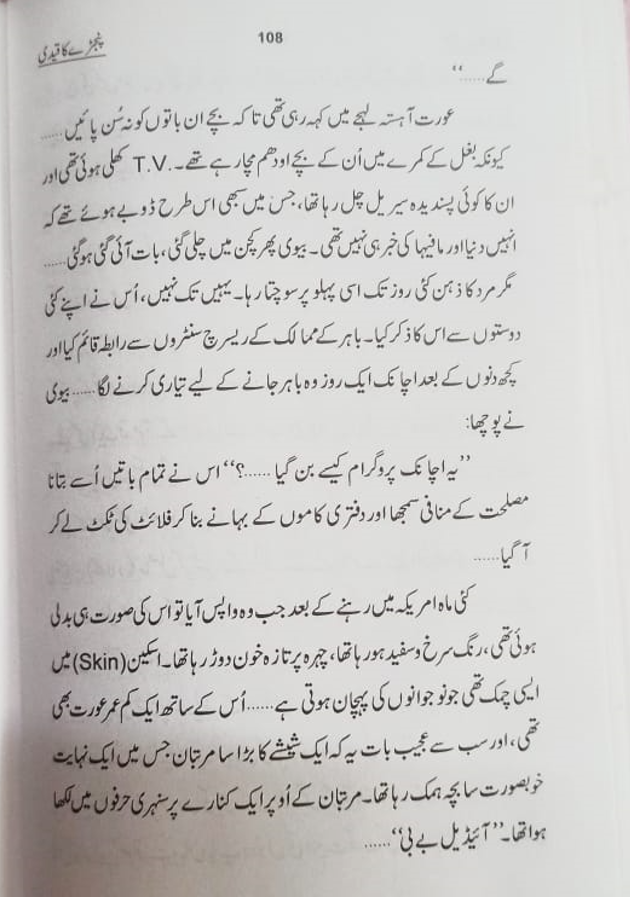 108
پنجڑے کا قیدی
گے.....“
عورت آہستہ لہجے میں کہہ رہی تھی تا کہ بچے ان باتوں کو نہ سُن پائیں.....
کیونکہ بغل کے کمرے میں اُن کے بچے اودھم مچا رہے تھے۔ .T.V کھلی ہوئی تھی اور
ان کا کوئی پسندیدہ سیریل چل رہا تھا، جس میں سبھی اس طرح ڈوبے ہوئے تھے کہ
انہیں دنیا اور مافیہا کی خبر ہی نہیں تھی۔ بیوی پھر کچن میں چلی گئی، بات آئی گئی ہو گئی.....
مگر مرد کا ذہن کئی روز تک اسی پہلو پر سوچتا رہا۔ یہیں تک نہیں، اُس نے اپنے کئی
دوستوں سے اس کا ذکر کیا۔ باہر کے ممالک کے ریسرچ سنٹروں سے رابطہ قائم کیا اور
کچھ دنوں کے بعد اچانک ایک روز وہ باہر جانے کے لیے تیاری کرنے لگا..... بیوی
نے پوچھا:
”یہ اچانک پروگرام کیسے بن گیا.....؟“ اس نے تمام باتیں اُسے بتانا
مصلحت کے منافی سمجھا اور دفتری کاموں کے بہانے بنا کر فلائٹ کی ٹکٹ لے کر
آ گیا.....
کئی ماہ امریکہ میں رہنے کے بعد جب وہ واپس آیا تو اس کی صورت ہی بدلی
ہوئی تھی، رنگ سرخ و سفید ہو رہا تھا، چہرہ پر تازہ خون دوڑ رہا تھا۔ اسکین (Skin) میں
ایسی چمک تھی جو نوجوانوں کی پہچان ہوتی ہے..... اُس کے ساتھ ایک کم عمر عورت بھی
تھی، اور سب سے عجیب بات یہ کہ ایک شیشے کا بڑا سا مرتبان جس میں ایک نہایت
خوبصورت سا بچہ ہمک رہا تھا۔ مرتبان کے اُوپر ایک کنارے پر سنہری حرفوں میں لکھا
ہوا تھا۔ ”آئیڈیل بے بی“.....